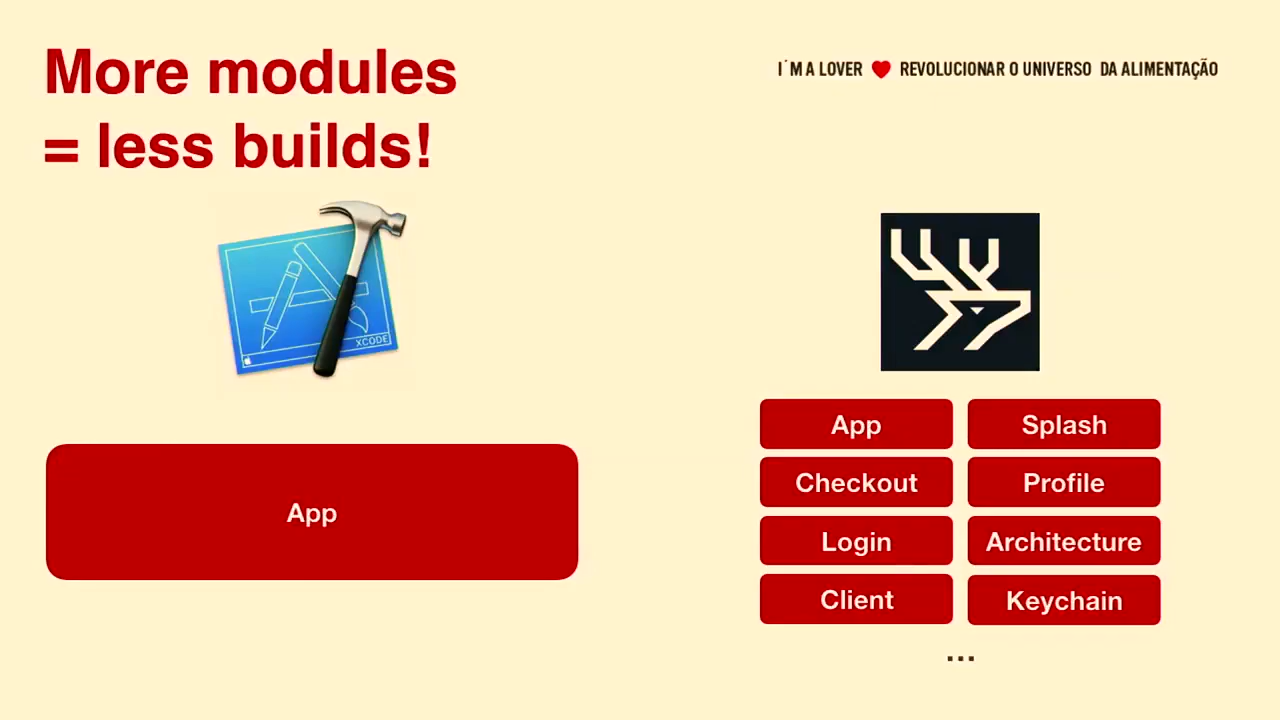 More modules
= less builds!
I´M A LOVER ❤ REVOLUCIONAR O UNIVERSO DA ALIMENTAÇÃO
XCODE
App
App
Splash
Checkout
Profile
Login
Architecture
Client
Keychain
...